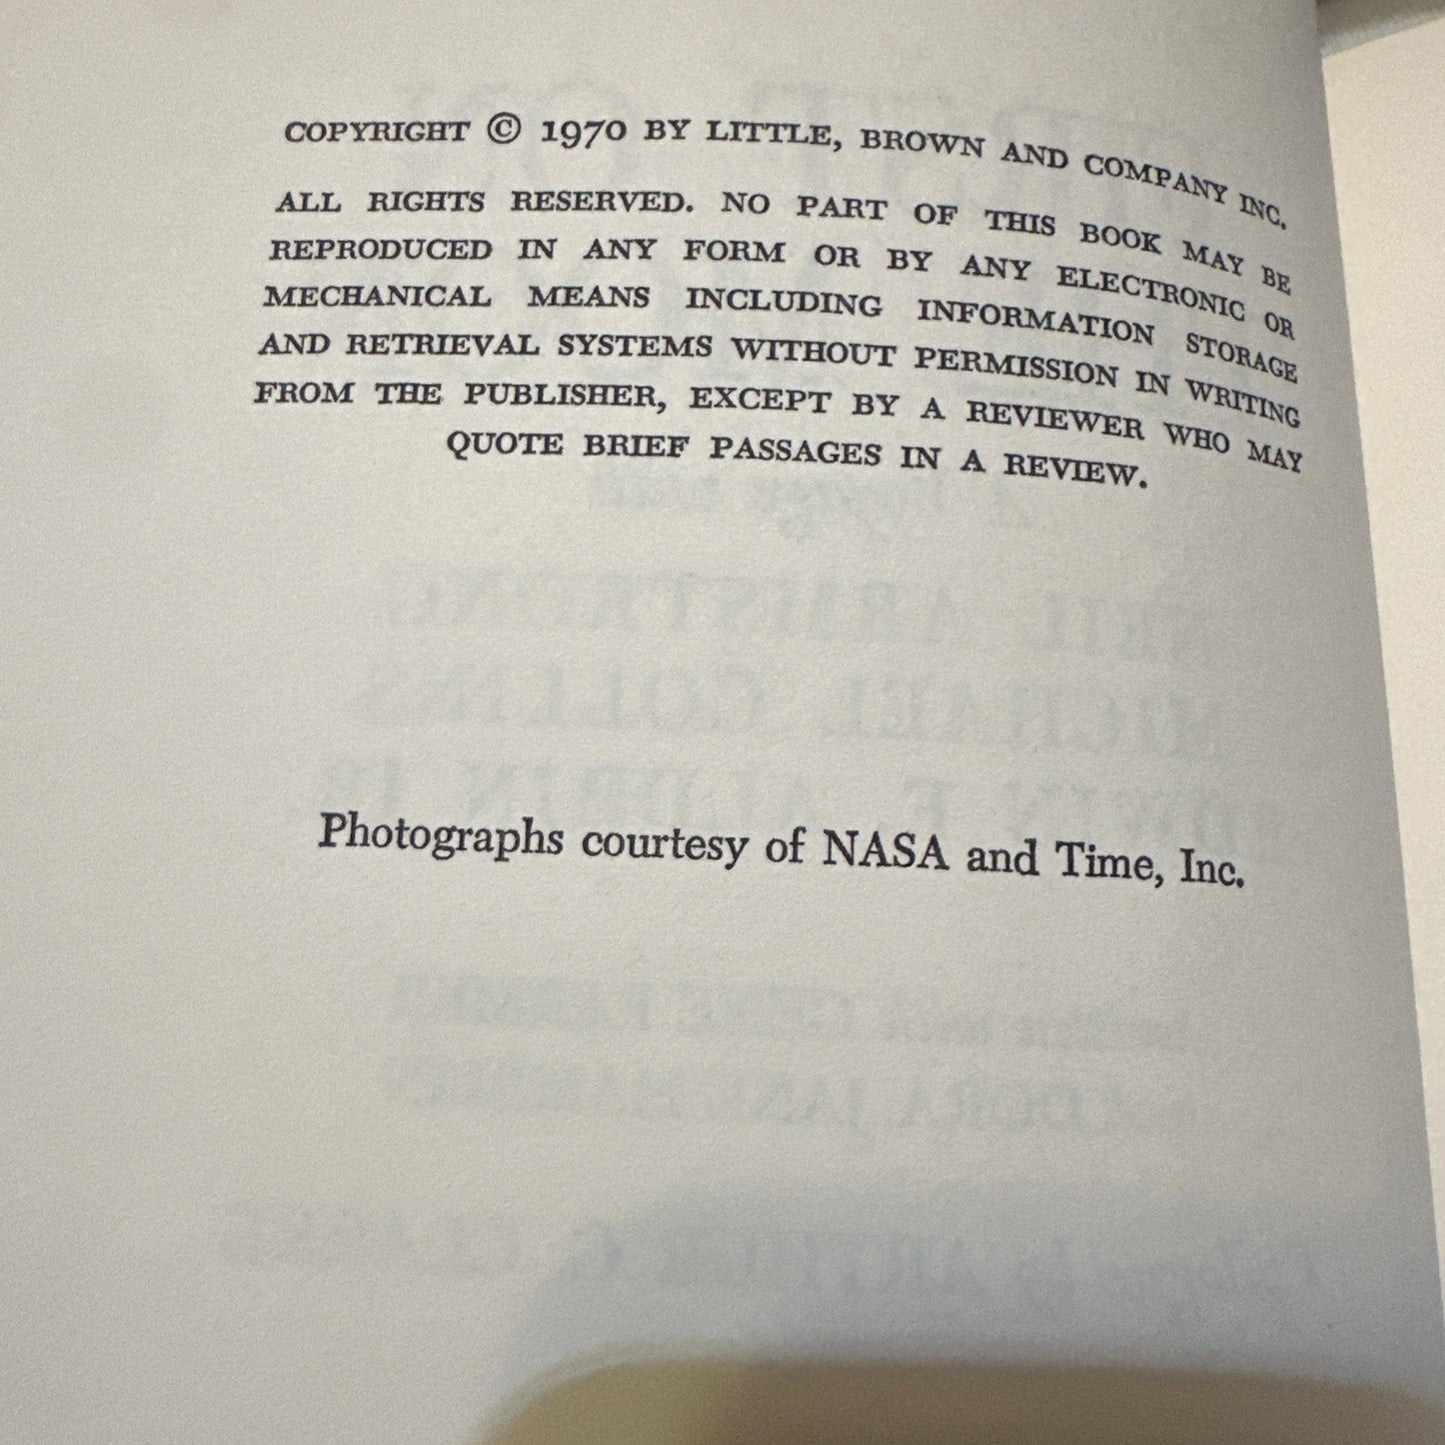 COPYRIGHT © 1970 BY LITTLE, BROWN AND COMPANY INC.
ALL RIGHTS RESERVED. NO PART OF THIS BOOK MAY BE
REPRODUCED IN ANY FORM OR BY ANY ELECTRONIC OR
MECHANICAL MEANS INCLUDING INFORMATION STORAGE
AND RETRIEVAL SYSTEMS WITHOUT PERMISSION IN WRITING
FROM THE PUBLISHER, EXCEPT BY A REVIEWER WHO MAY
QUOTE BRIEF PASSAGES IN A REVIEW.
Photographs courtesy of NASA and Time, Inc.